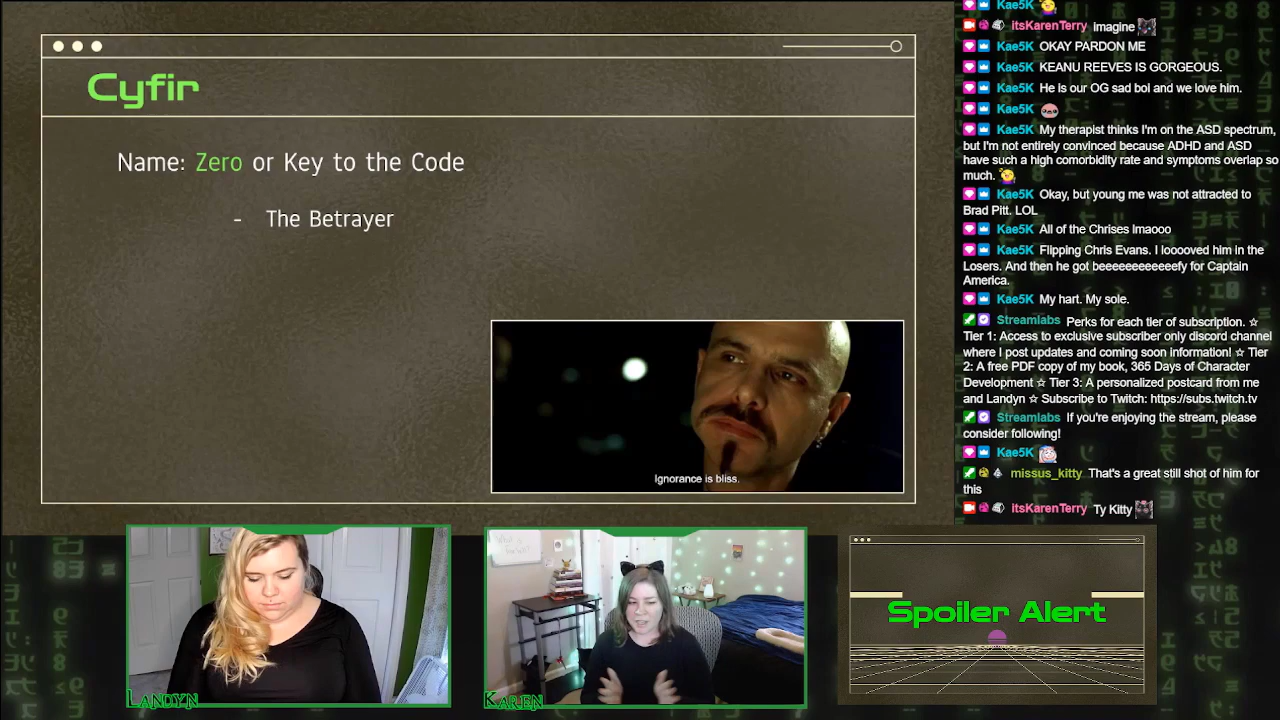 Cyfir
Name: Zero or Key to the Code
- The Betrayer
Ignorance is bliss.
LANDYN
KAREN
Spoiler Alert
Kae5K
itsKarenTerry imagine
Kae5K OKAY PARDON ME
Kae5K KEANU REEVES IS GORGEOUS.
Kae5K He is our OG sad boi and we love him.
Kae5K
Kae5K My therapist thinks I'm on the ASD spectrum,
but I'm not entirely convinced because ADHD and ASD
have such a high comorbidity rate and symptoms overlap so
much.
Kae5K Okay, but young me was not attracted to
Brad Pitt. LOL
Kae5K All of the Chrises lmaooo
Kae5K Flipping Chris Evans. I looooved him in the
Losers. And then he got beeeeeeeeeeefy for Captain
America.
Kae5K My hart. My sole.
Streamlabs Perks for each tier of subscription. ☆
Tier 1: Access to exclusive subscriber only discord channel
where I post updates and coming soon information! ☆ Tier
2: A free PDF copy of my book, 365 Days of Character
Development ☆ Tier 3: A personalized postcard from me
and Landyn ☆ Subscribe to Twitch: https://subs.twitch.tv
Streamlabs If you're enjoying the stream, please
consider following!
Kae5K
missus_kitty That's a great still shot of him for
this
itsKarenTerry Ty Kitty